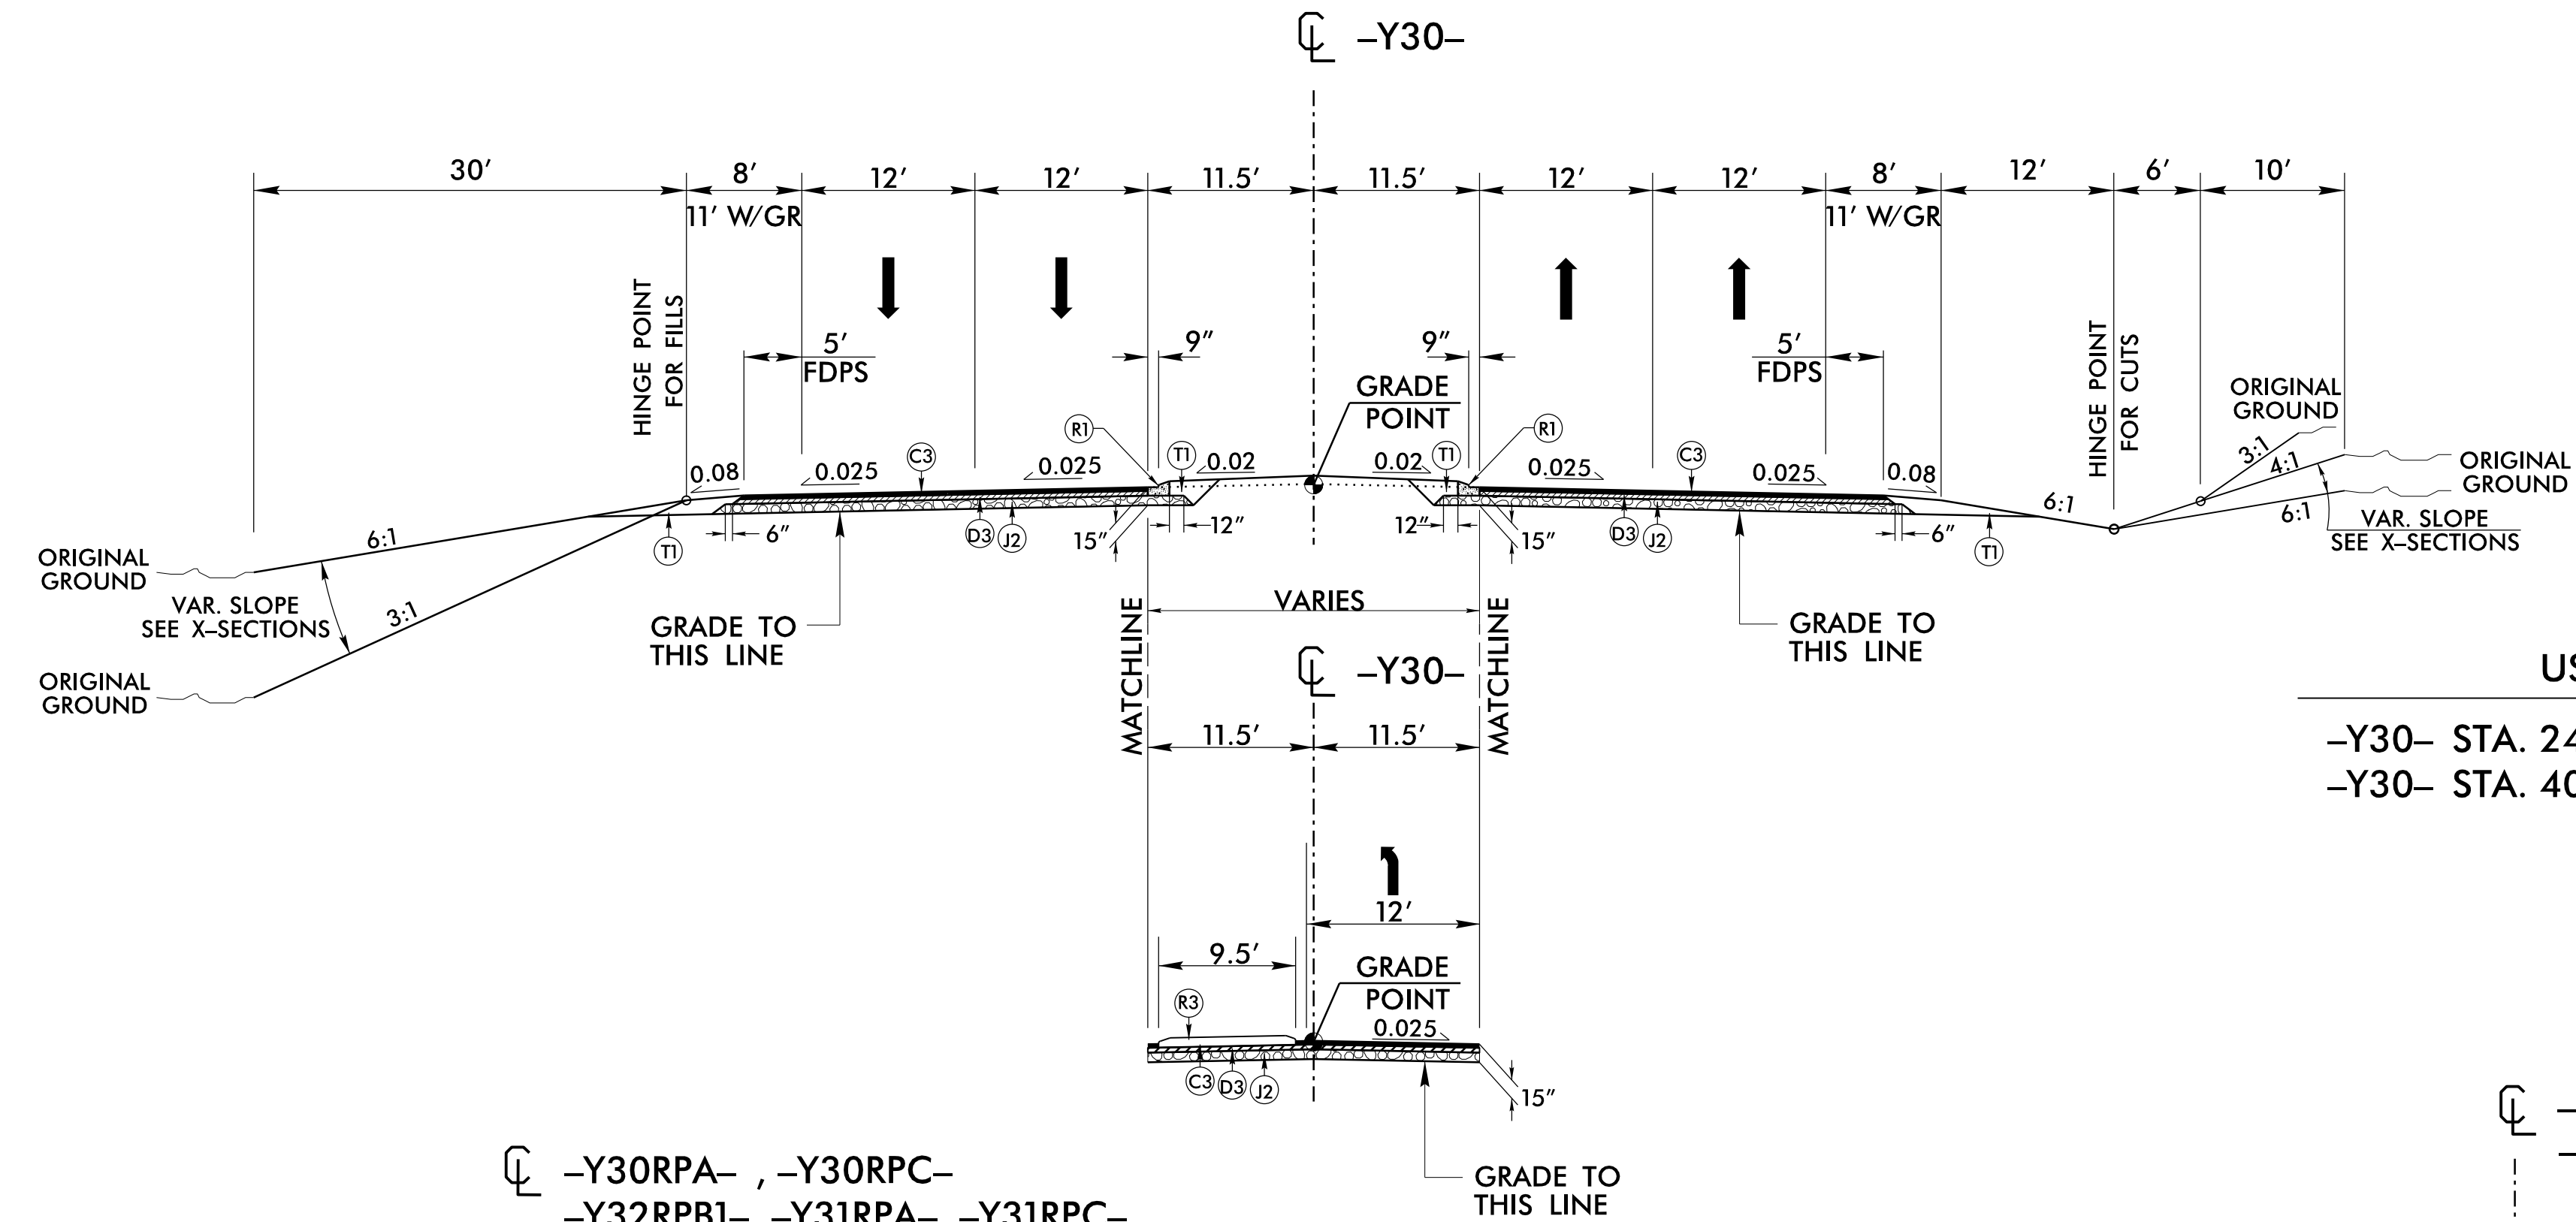 ℄ –Y30–
30' 8' 12' 12' 11.5' 11.5' 12' 12' 8' 12' 6' 10'
11' W/GR 11' W/GR
HINGE POINT
FOR FILLS
HINGE POINT
FOR CUTS
5'
FDPS
9"
9"
5'
FDPS
GRADE
POINT
ORIGINAL
GROUND
R1 R1
0.08 0.025 C3 0.025 T1 0.02 0.02 T1 0.025 C3 0.025 0.08
3:1
4:1
6:1
6:1
ORIGINAL
GROUND
VAR. SLOPE
SEE X–SECTIONS
6:1
T1 6" D3 J2 15" 12" 12" 15" D3 J2 6" T1
ORIGINAL
GROUND
VAR. SLOPE
SEE X–SECTIONS
3:1
ORIGINAL
GROUND
GRADE TO
THIS LINE
VARIES
GRADE TO
THIS LINE
MATCHLINE
MATCHLINE
℄ –Y30–
11.5' 11.5'
US
–Y30– STA. 24
–Y30– STA. 40
12'
9.5'
GRADE
POINT
R3
0.025
C3 D3 J2
15"
GRADE TO
THIS LINE
℄ –Y30RPA– , –Y30RPC–
–Y32RPB1– –Y31RPA– –Y31RPC–
℄ –